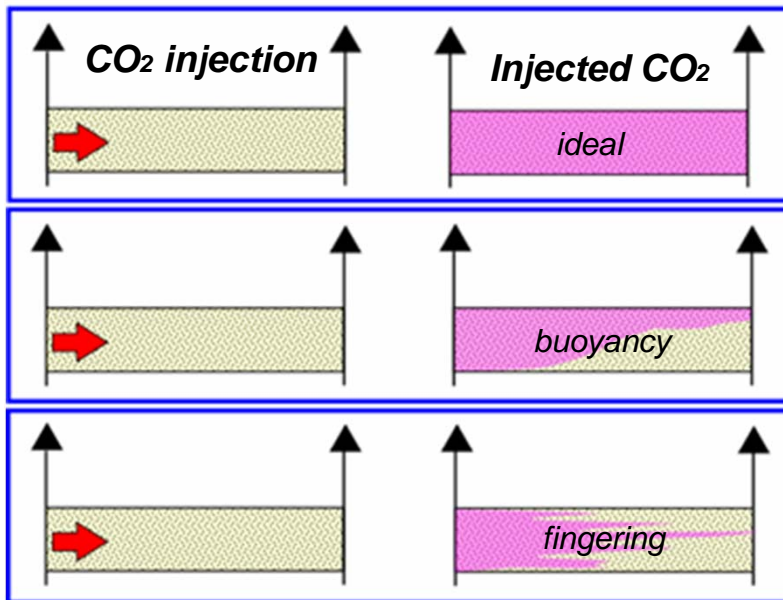 CO₂ injection
Injected CO₂
ideal
buoyancy
fingering